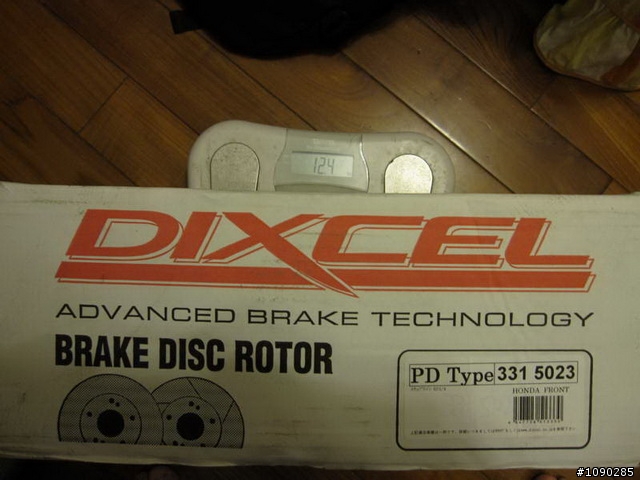 124
DIXCEL
ADVANCED BRAKE TECHNOLOGY
BRAKE DISC ROTOR
PD Type 331 5023
HONDA FRONT
#1090285